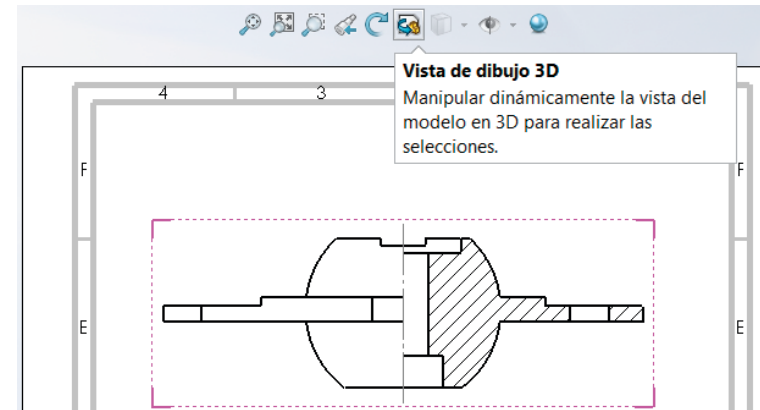 Vista de dibujo 3D
Manipular dinámicamente la vista del
modelo en 3D para realizar las
selecciones.
4
3
F
F
E
E